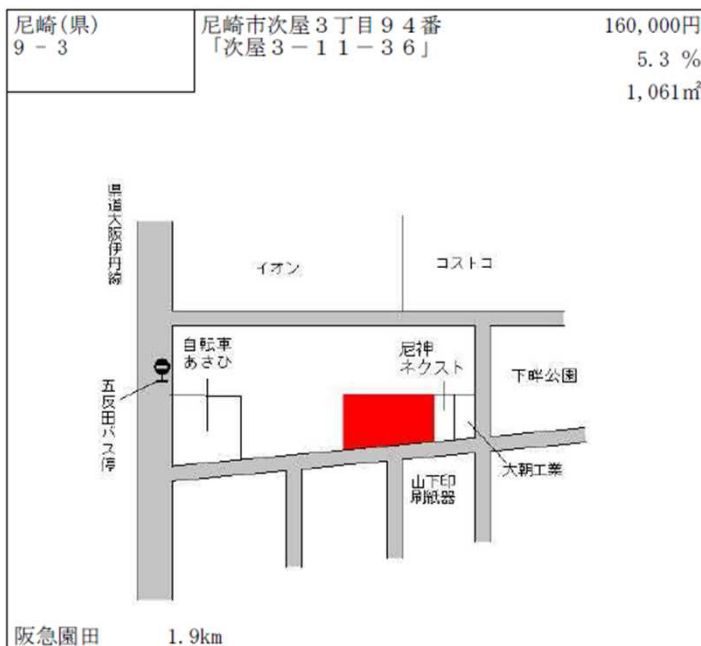 尼崎(県)
9 - 3
尼崎市次屋3丁目94番
「次屋3-11-36」
160,000円
5.3 %
1,061㎡
県道大阪伊丹線
イオン
コストコ
自転車
あさひ
尼神
ネクスト
下畔公園
五反田バス停
大朝工業
山下印
刷紙器
阪急園田 1.9km